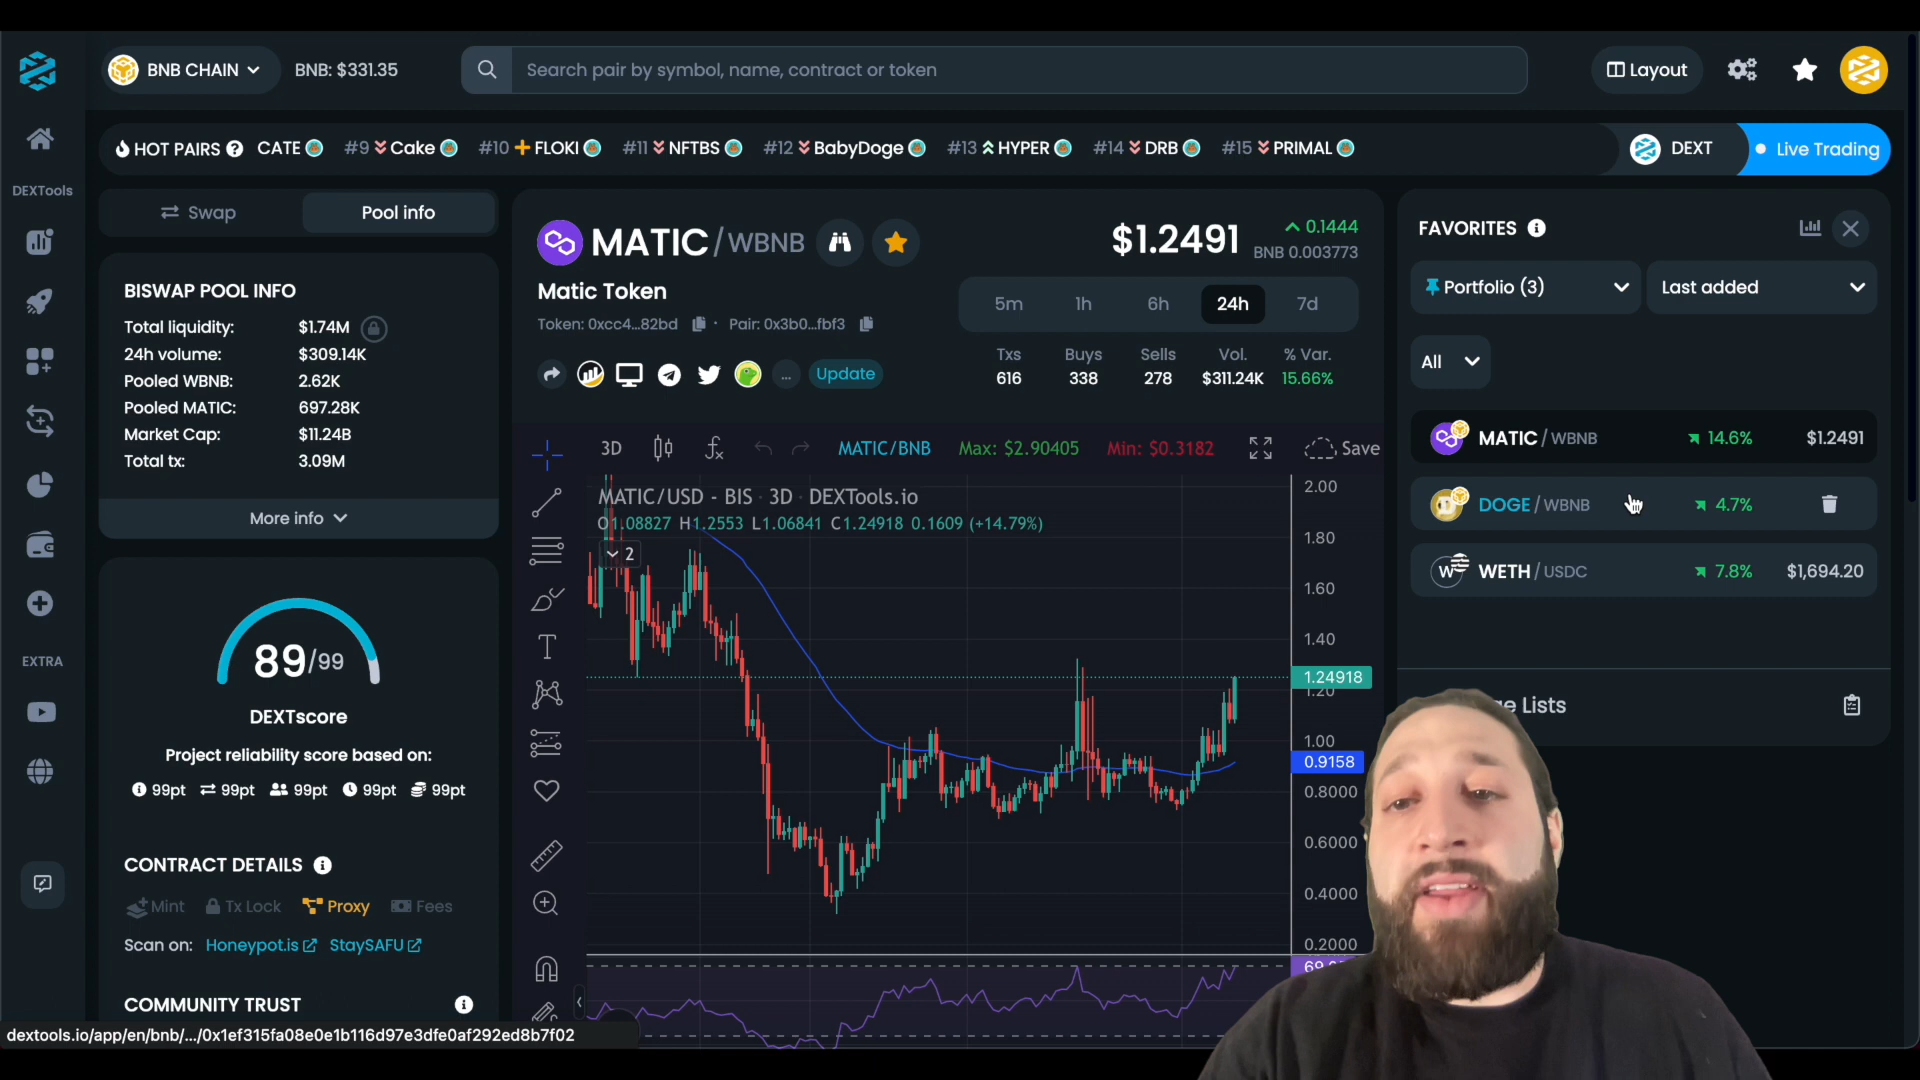 BNB CHAIN
BNB: $331.35
Search pair by symbol, name, contract or token
Layout
HOT PAIRS ? CATE #9 Cake #10 FLOKI #11 NFTBS #12 BabyDoge #13 HYPER #14 DRB #15 PRIMAL
DEXT
Live Trading
DEXTools
EXTRA
Swap
Pool info
BISWAP POOL INFO
Total liquidity: $1.74M
24h volume: $309.14K
Pooled WBNB: 2.62K
Pooled MATIC: 697.28K
Market Cap: $11.24B
Total tx: 3.09M
More info
89/99
DEXTscore
Project reliability score based on:
99pt 99pt 99pt 99pt 99pt
CONTRACT DETAILS
Mint Tx Lock Proxy Fees
Scan on: Honeypot.is StaySAFU
COMMUNITY TRUST
dextools.io/app/en/bnb/.../0x1ef315fa08e0e1b116d97e3dfe0af292ed8b7f02
MATIC/WBNB
Matic Token
Token: 0xcc4...82bd · Pair: 0x3b0...fbf3
... Update
$1.2491
0.1444
BNB 0.003773
5m 1h 6h 24h 7d
Txs Buys Sells Vol. % Var.
616 338 278 $311.24K 15.66%
3D
MATIC/BNB
Max: $2.90405
Min: $0.3182
Save
MATIC/USD - BIS · 3D · DEXTools.io
O1.08827 H1.2553 L1.06841 C1.24918 0.1609 (+14.79%)
2
2.00
1.80
1.60
1.40
1.24918
1.20
1.00
0.9158
0.8000
0.6000
0.4000
0.2000
FAVORITES
Portfolio (3)
Last added
All
MATIC/WBNB 14.6% $1.2491
DOGE/WBNB 4.7%
WETH/USDC 7.8% $1,694.20
Lists